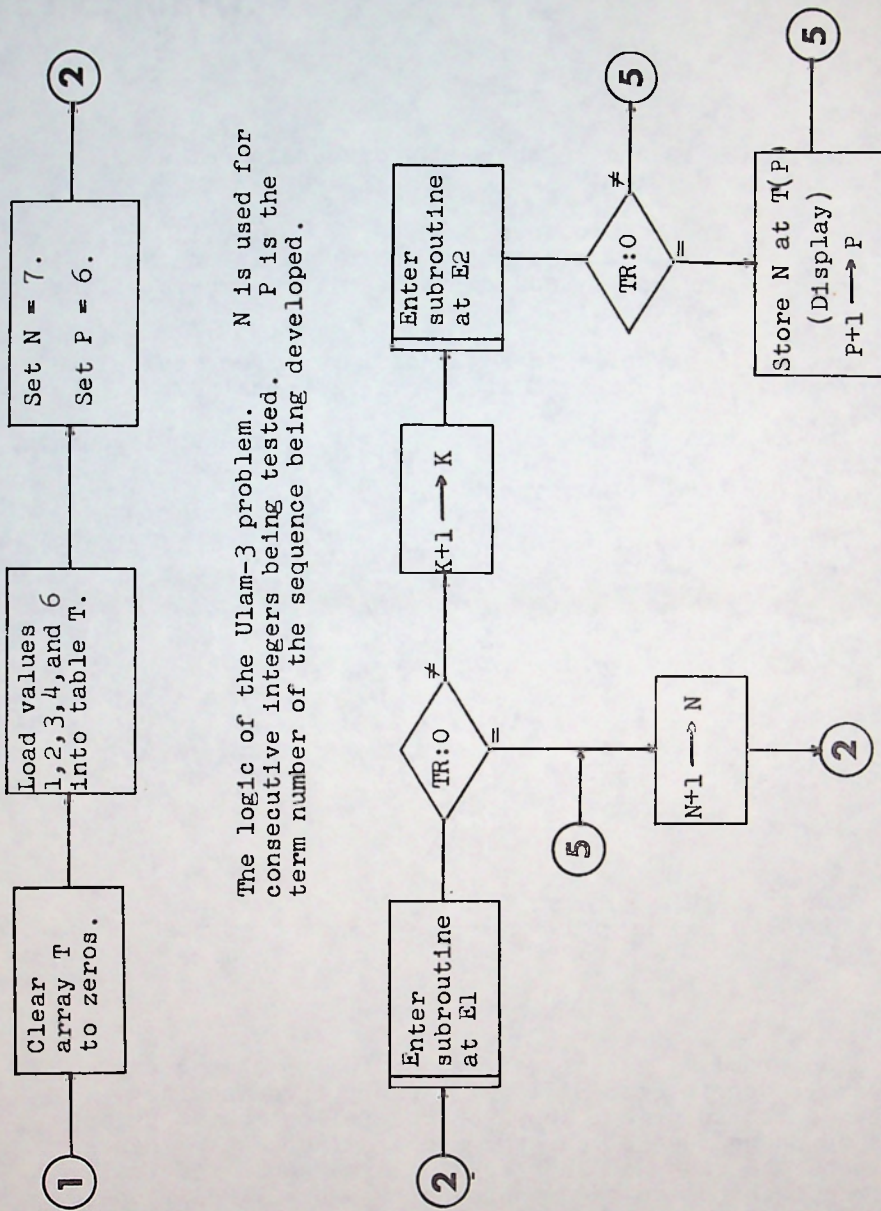 1
Clear
array T
to zeros.
Load values
1,2,3,4,and 6
into table T.
Set N = 7.
Set P = 6.
2
The logic of the Ulam-3 problem. N is used for
consecutive integers being tested. P is the
term number of the sequence being developed.
2
Enter
subroutine
at E1
TR:0
≠
=
K+1 → K
Enter
subroutine
at E2
TR:0
≠
5
=
5
N+1 → N
2
Store N at T(P)
(Display)
P+1 → P
5